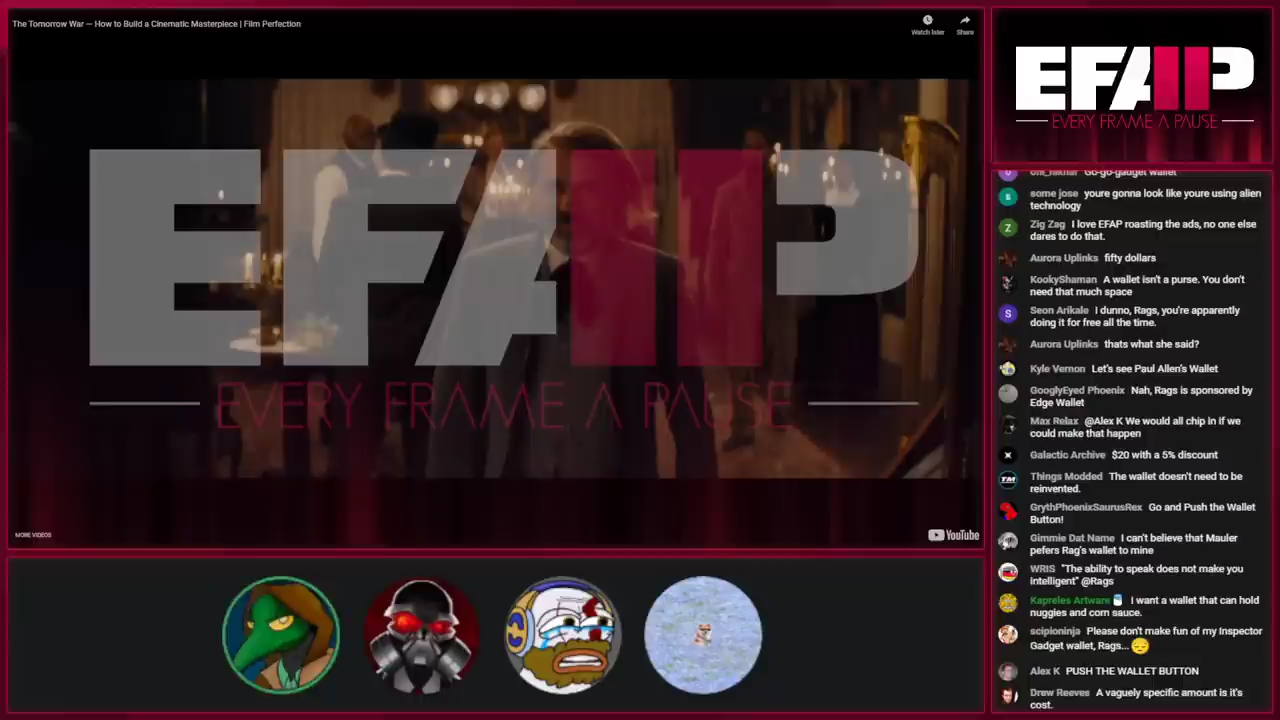 The Tomorrow War – How to Build a Cinematic Masterpiece | Film Perfection
Watch later
Share
EFAP
EVERY FRAME A PAUSE
MORE VIDEOS
YouTube
EFAP
EVERY FRAME A PAUSE
Go-go-gadget wallet
some jose youre gonna look like youre using alien
technology
Zig Zag I love EFAP roasting the ads, no one else
dares to do that.
Aurora Uplinks fifty dollars
KookyShaman A wallet isn't a purse. You don't
need that much space
Seon Arikale I dunno, Rags, you're apparently
doing it for free all the time.
Aurora Uplinks thats what she said?
Kyle Vernon Let's see Paul Allen's Wallet
GooglyEyed Phoenix Nah, Rags is sponsored by
Edge Wallet
Max Relax @Alex K We would all chip in if we
could make that happen
Galactic Archive $20 with a 5% discount
Things Modded The wallet doesn't need to be
reinvented.
GrythPhoenixSaurusRex Go and Push the Wallet
Button!
Gimmie Dat Name I can't believe that Mauler
pefers Rag's wallet to mine
WRIS "The ability to speak does not make you
intelligent" @Rags
Kapreles Artware I want a wallet that can hold
nuggies and corn sauce.
scipioninja Please don't make fun of my Inspector
Gadget wallet, Rags...
Alex K PUSH THE WALLET BUTTON
Drew Reeves A vaguely specific amount is it's
cost.